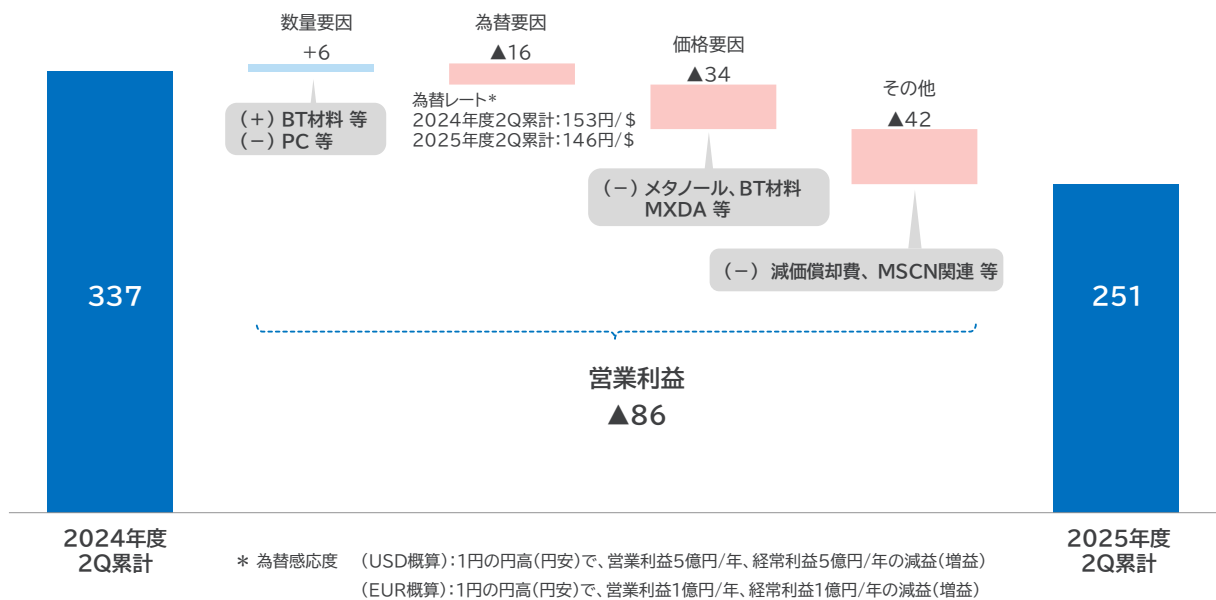 数量要因
+6
(+) BT材料 等
(−) PC 等
為替要因
▲16
為替レート*
2024年度2Q累計:153円/$
2025年度2Q累計:146円/$
価格要因
▲34
(−) メタノール、BT材料
MXDA 等
その他
▲42
(−) 減価償却費、MSCN関連 等
337
251
営業利益
▲86
2024年度
2Q累計
2025年度
2Q累計
* 為替感応度 (USD概算):1円の円高(円安)で、営業利益5億円/年、経常利益5億円/年の減益(増益)
(EUR概算):1円の円高(円安)で、営業利益1億円/年、経常利益1億円/年の減益(増益)